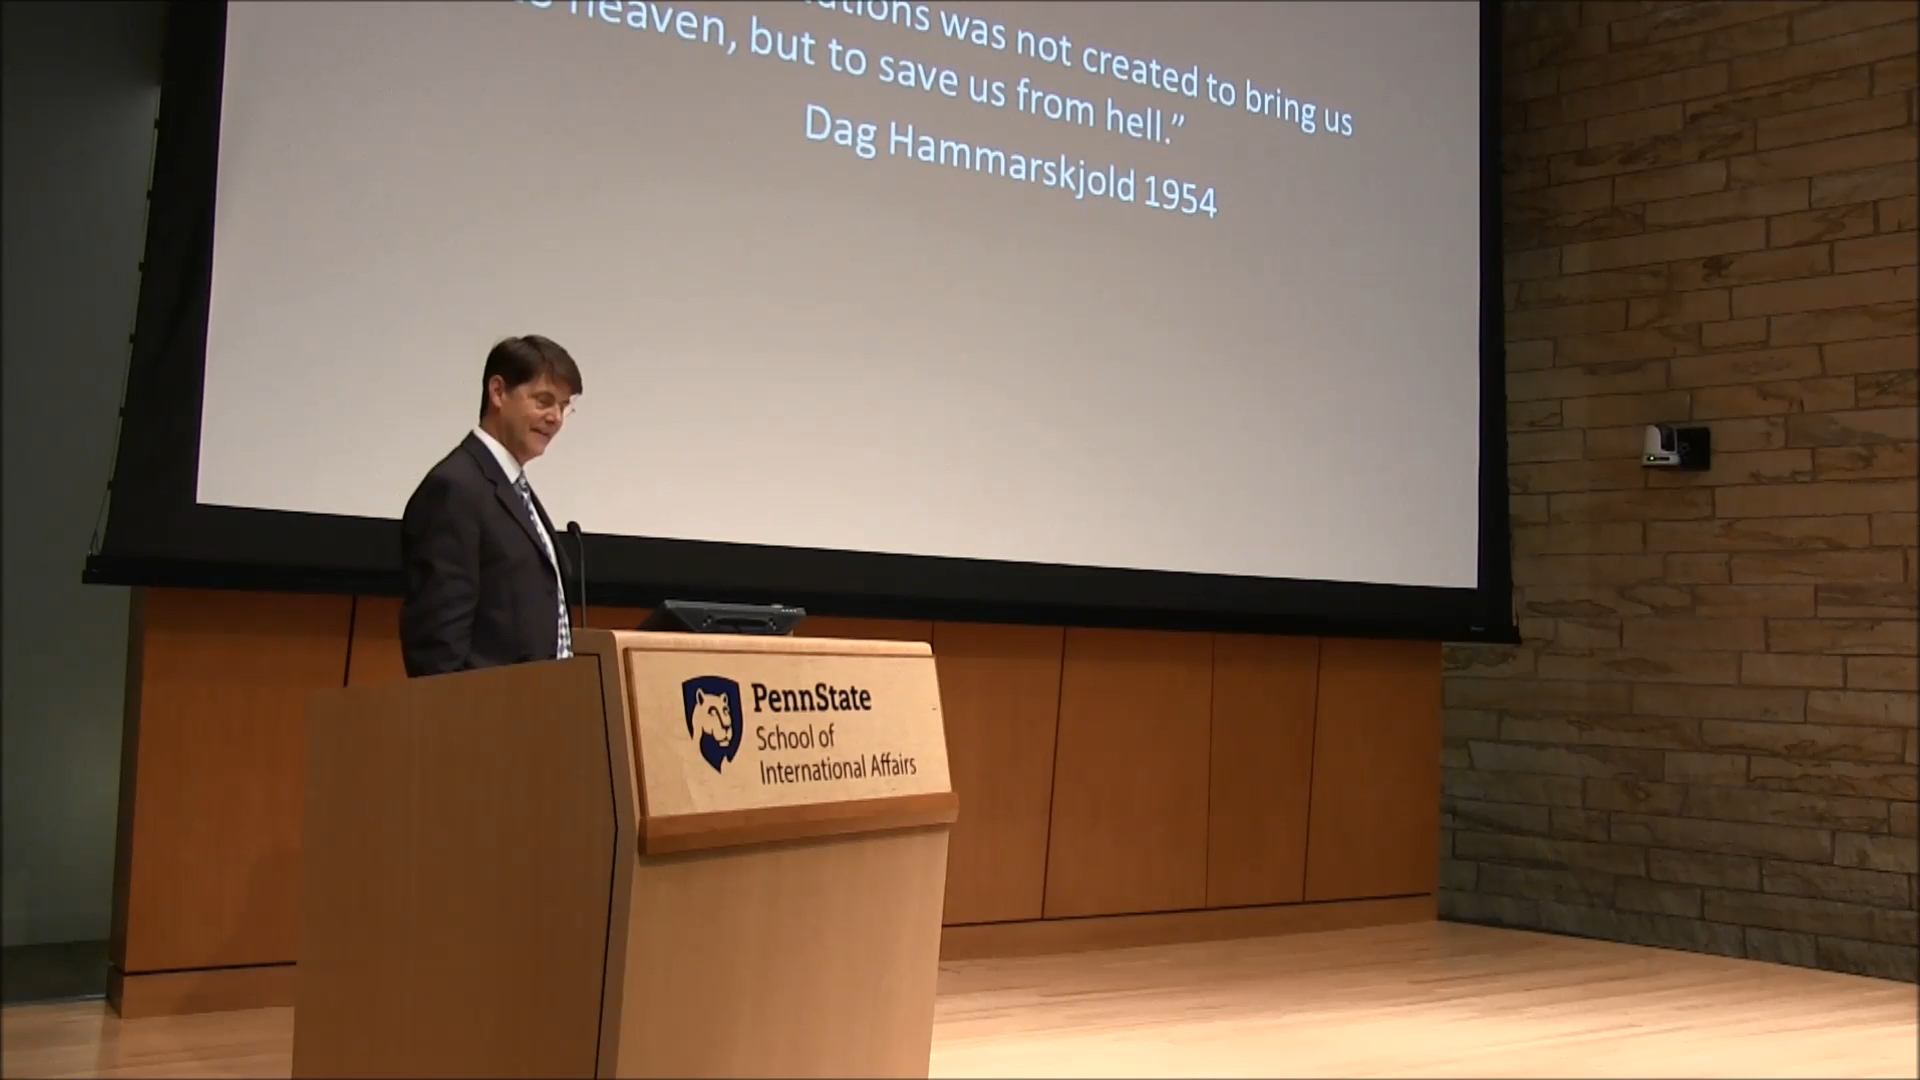 was not created to bring us
heaven, but to save us from hell.”
Dag Hammarskjold 1954
PennState
School of
International Affairs